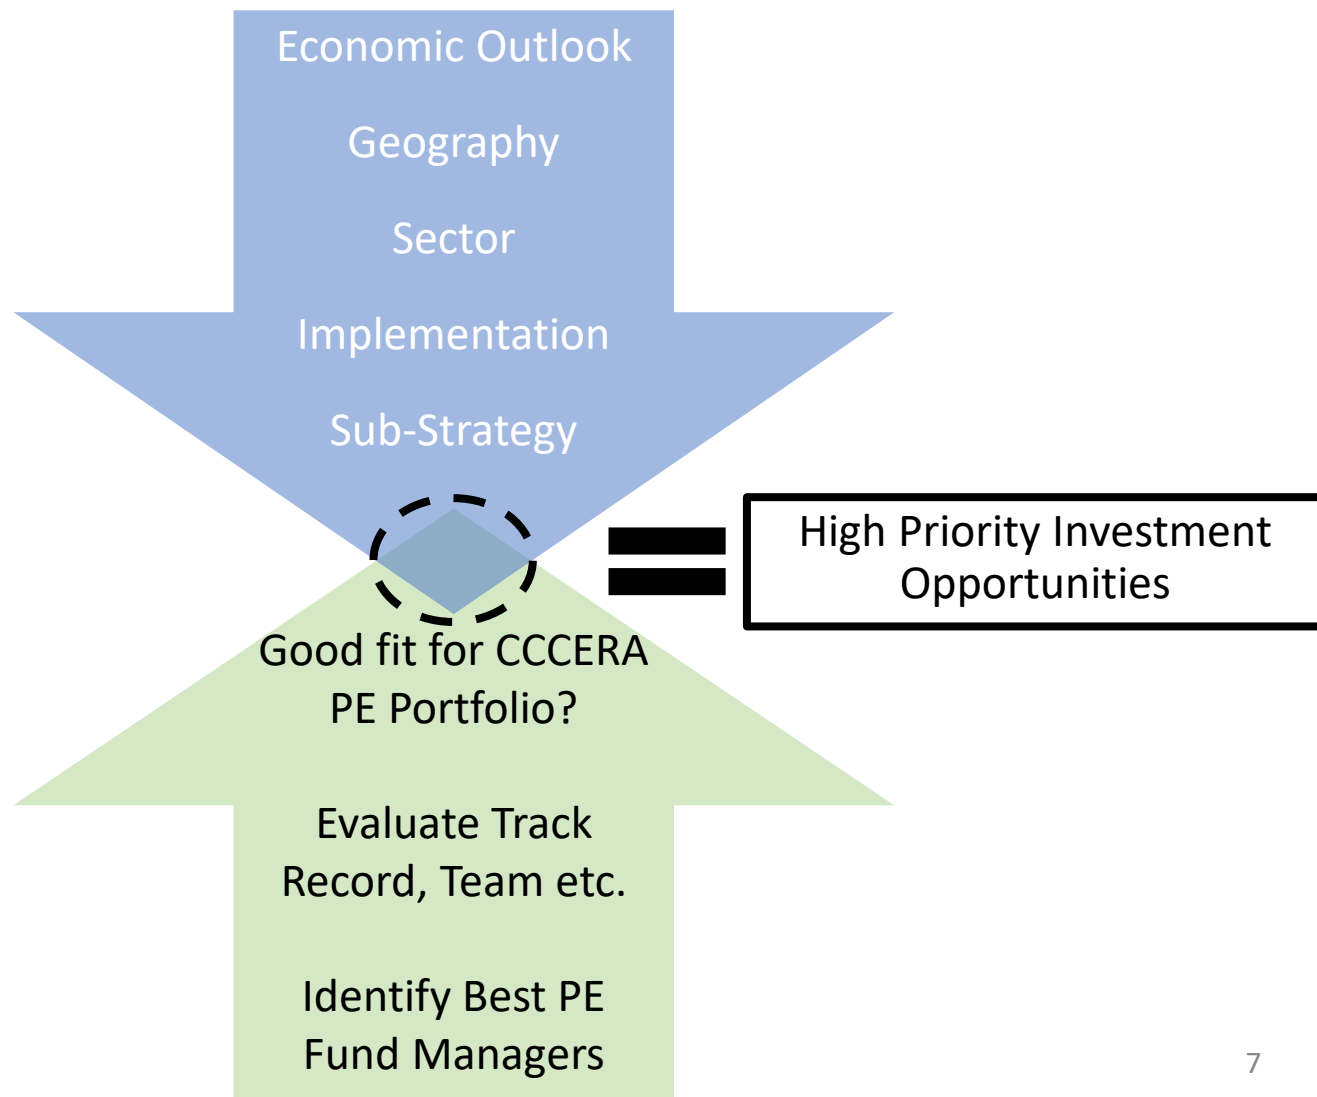 Economic Outlook
Geography
Sector
Implementation
Sub-Strategy
High Priority Investment
Opportunities
Good fit for CCCERA
PE Portfolio?
Evaluate Track
Record, Team etc.
Identify Best PE
Fund Managers
7